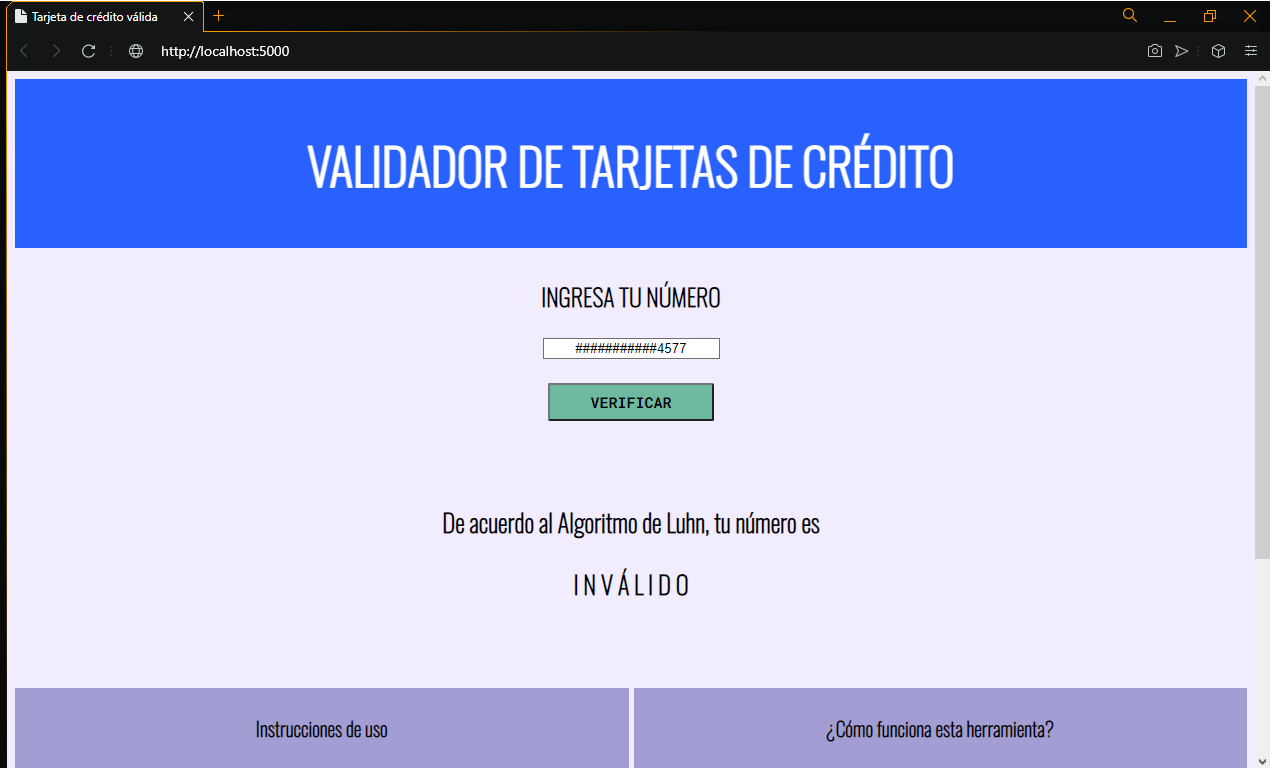 Tarjeta de crédito válida
http://localhost:5000
VALIDADOR DE TARJETAS DE CRÉDITO
INGRESA TU NÚMERO
###########4577
VERIFICAR
De acuerdo al Algoritmo de Luhn, tu número es
INVÁLIDO
Instrucciones de uso
¿Cómo funciona esta herramienta?